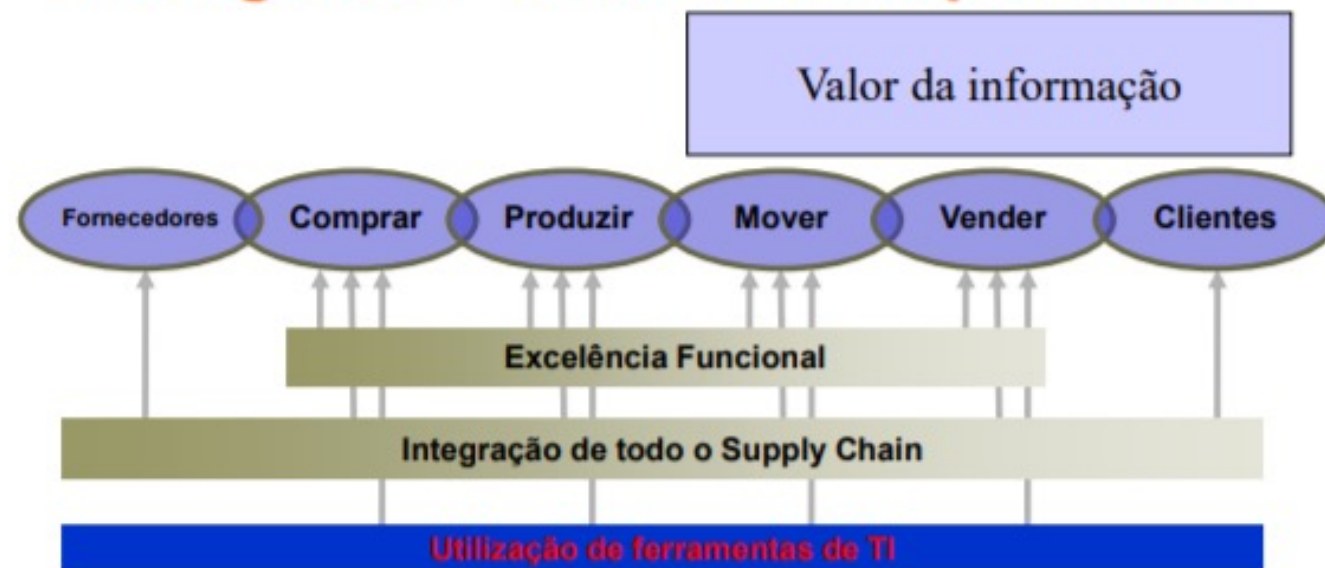 Valor da informação
Fornecedores Comprar Produzir Mover Vender Clientes
Excelência Funcional
Integração de todo o Supply Chain
Utilização de ferramentas de TI